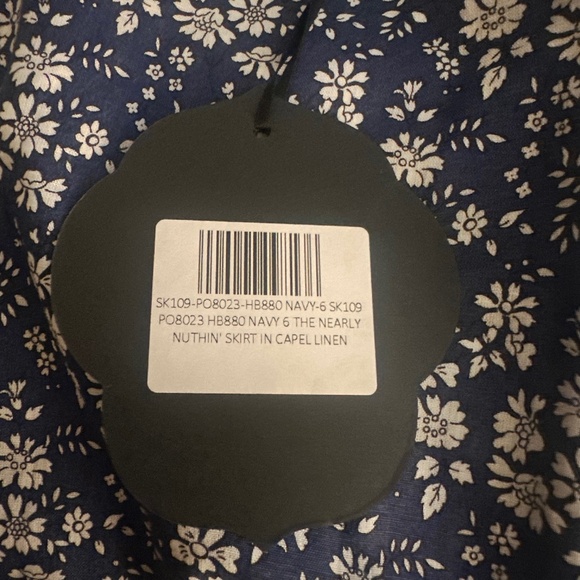 SK109-PO8023-HB880 NAVY-6 SK109
PO8023 HB880 NAVY 6 THE NEARLY
NUTHIN' SKIRT IN CAPEL LINEN